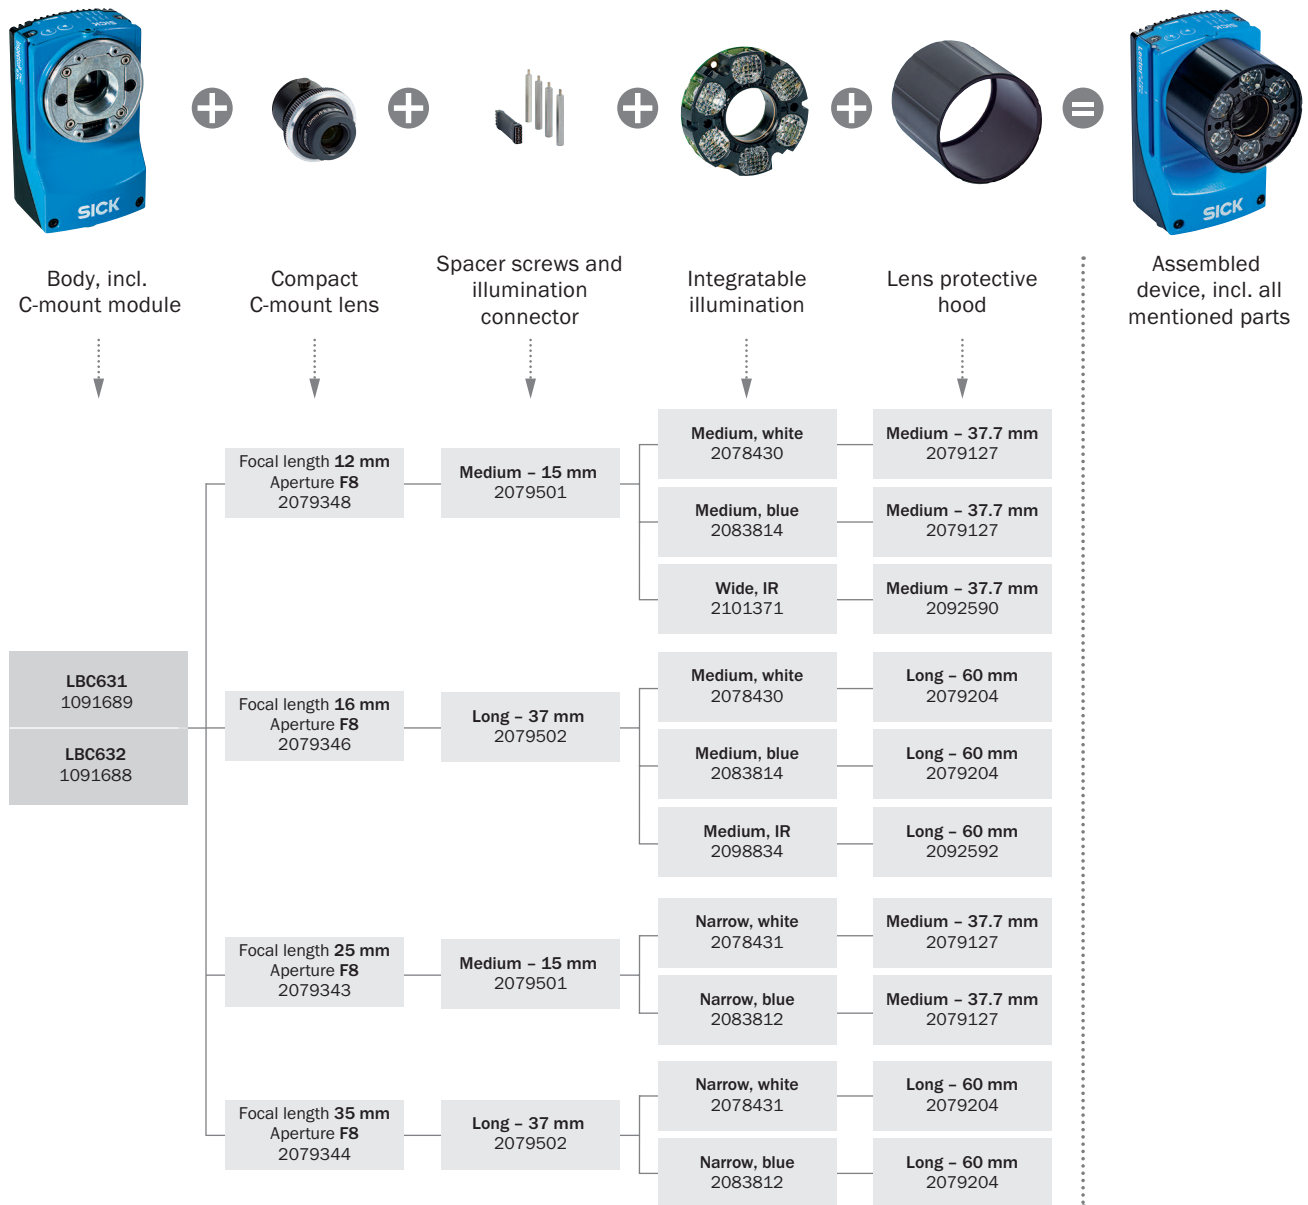 SICK
SICK
SICK
SICK
Body, incl.
C-mount module
Compact
C-mount lens
Spacer screws and
illumination
connector
Integratable
illumination
Lens protective
hood
Assembled
device, incl. all
mentioned parts
LBC631
1091689
LBC632
1091688
Focal length 12 mm
Aperture F8
2079348
Medium – 15 mm
2079501
Medium, white
2078430
Medium – 37.7 mm
2079127
Medium, blue
2083814
Medium – 37.7 mm
2079127
Wide, IR
2101371
Medium – 37.7 mm
2092590
Focal length 16 mm
Aperture F8
2079346
Long – 37 mm
2079502
Medium, white
2078430
Long – 60 mm
2079204
Medium, blue
2083814
Long – 60 mm
2079204
Medium, IR
2098834
Long – 60 mm
2092592
Focal length 25 mm
Aperture F8
2079343
Medium – 15 mm
2079501
Narrow, white
2078431
Medium – 37.7 mm
2079127
Narrow, blue
2083812
Medium – 37.7 mm
2079127
Focal length 35 mm
Aperture F8
2079344
Long – 37 mm
2079502
Narrow, white
2078431
Long – 60 mm
2079204
Narrow, blue
2083812
Long – 60 mm
2079204